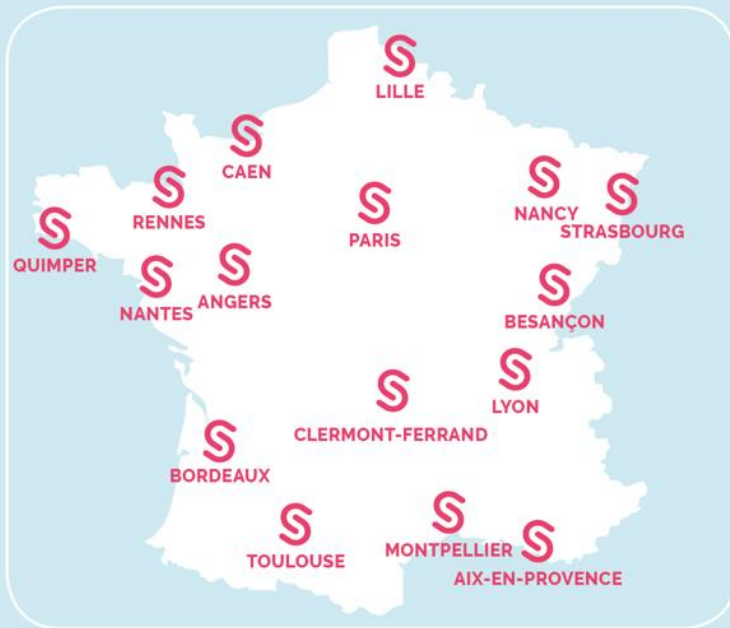 LILLE
CAEN
RENNES
PARIS
NANCY
STRASBOURG
QUIMPER
NANTES
ANGERS
BESANÇON
LYON
CLERMONT-FERRAND
BORDEAUX
TOULOUSE
MONTPELLIER
AIX-EN-PROVENCE